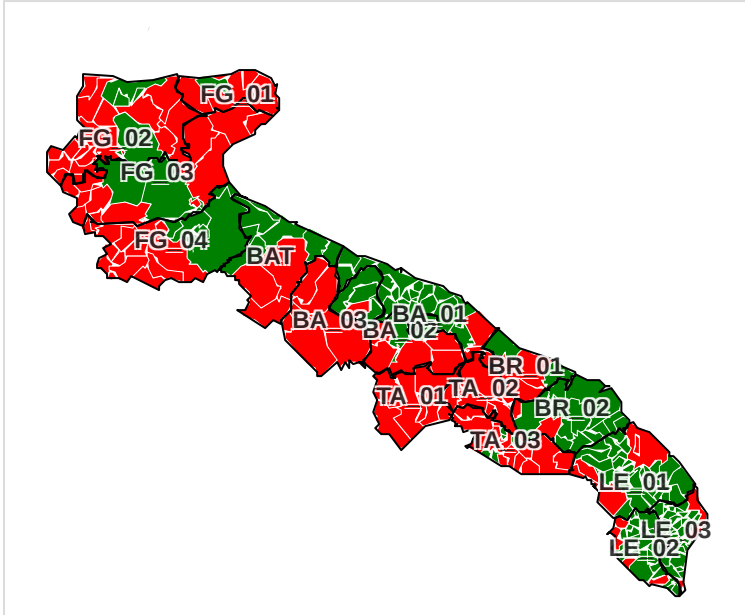 FG_01
FG_02
FG_03
FG_04
BAT
BA_01
BA_03
BA_02
BR_01
TA_02
TA_01
BR_02
TA_03
LE_01
LE_03
LE_02